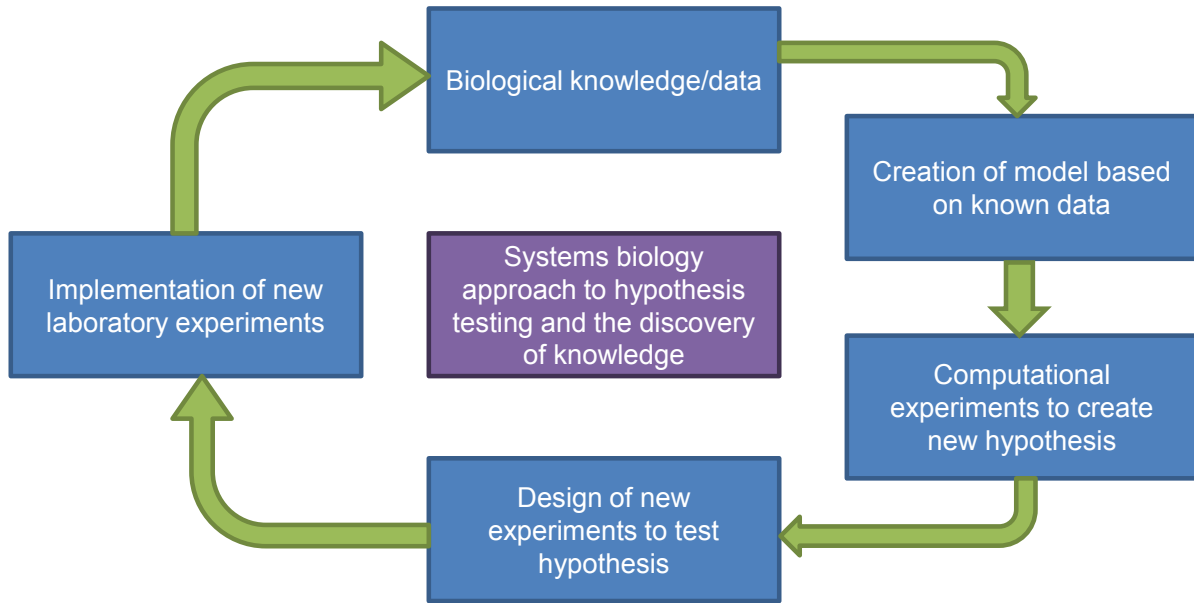 Biological knowledge/data
Creation of model based
on known data
Computational
experiments to create
new hypothesis
Design of new
experiments to test
hypothesis
Implementation of new
laboratory experiments
Systems biology
approach to hypothesis
testing and the discovery
of knowledge